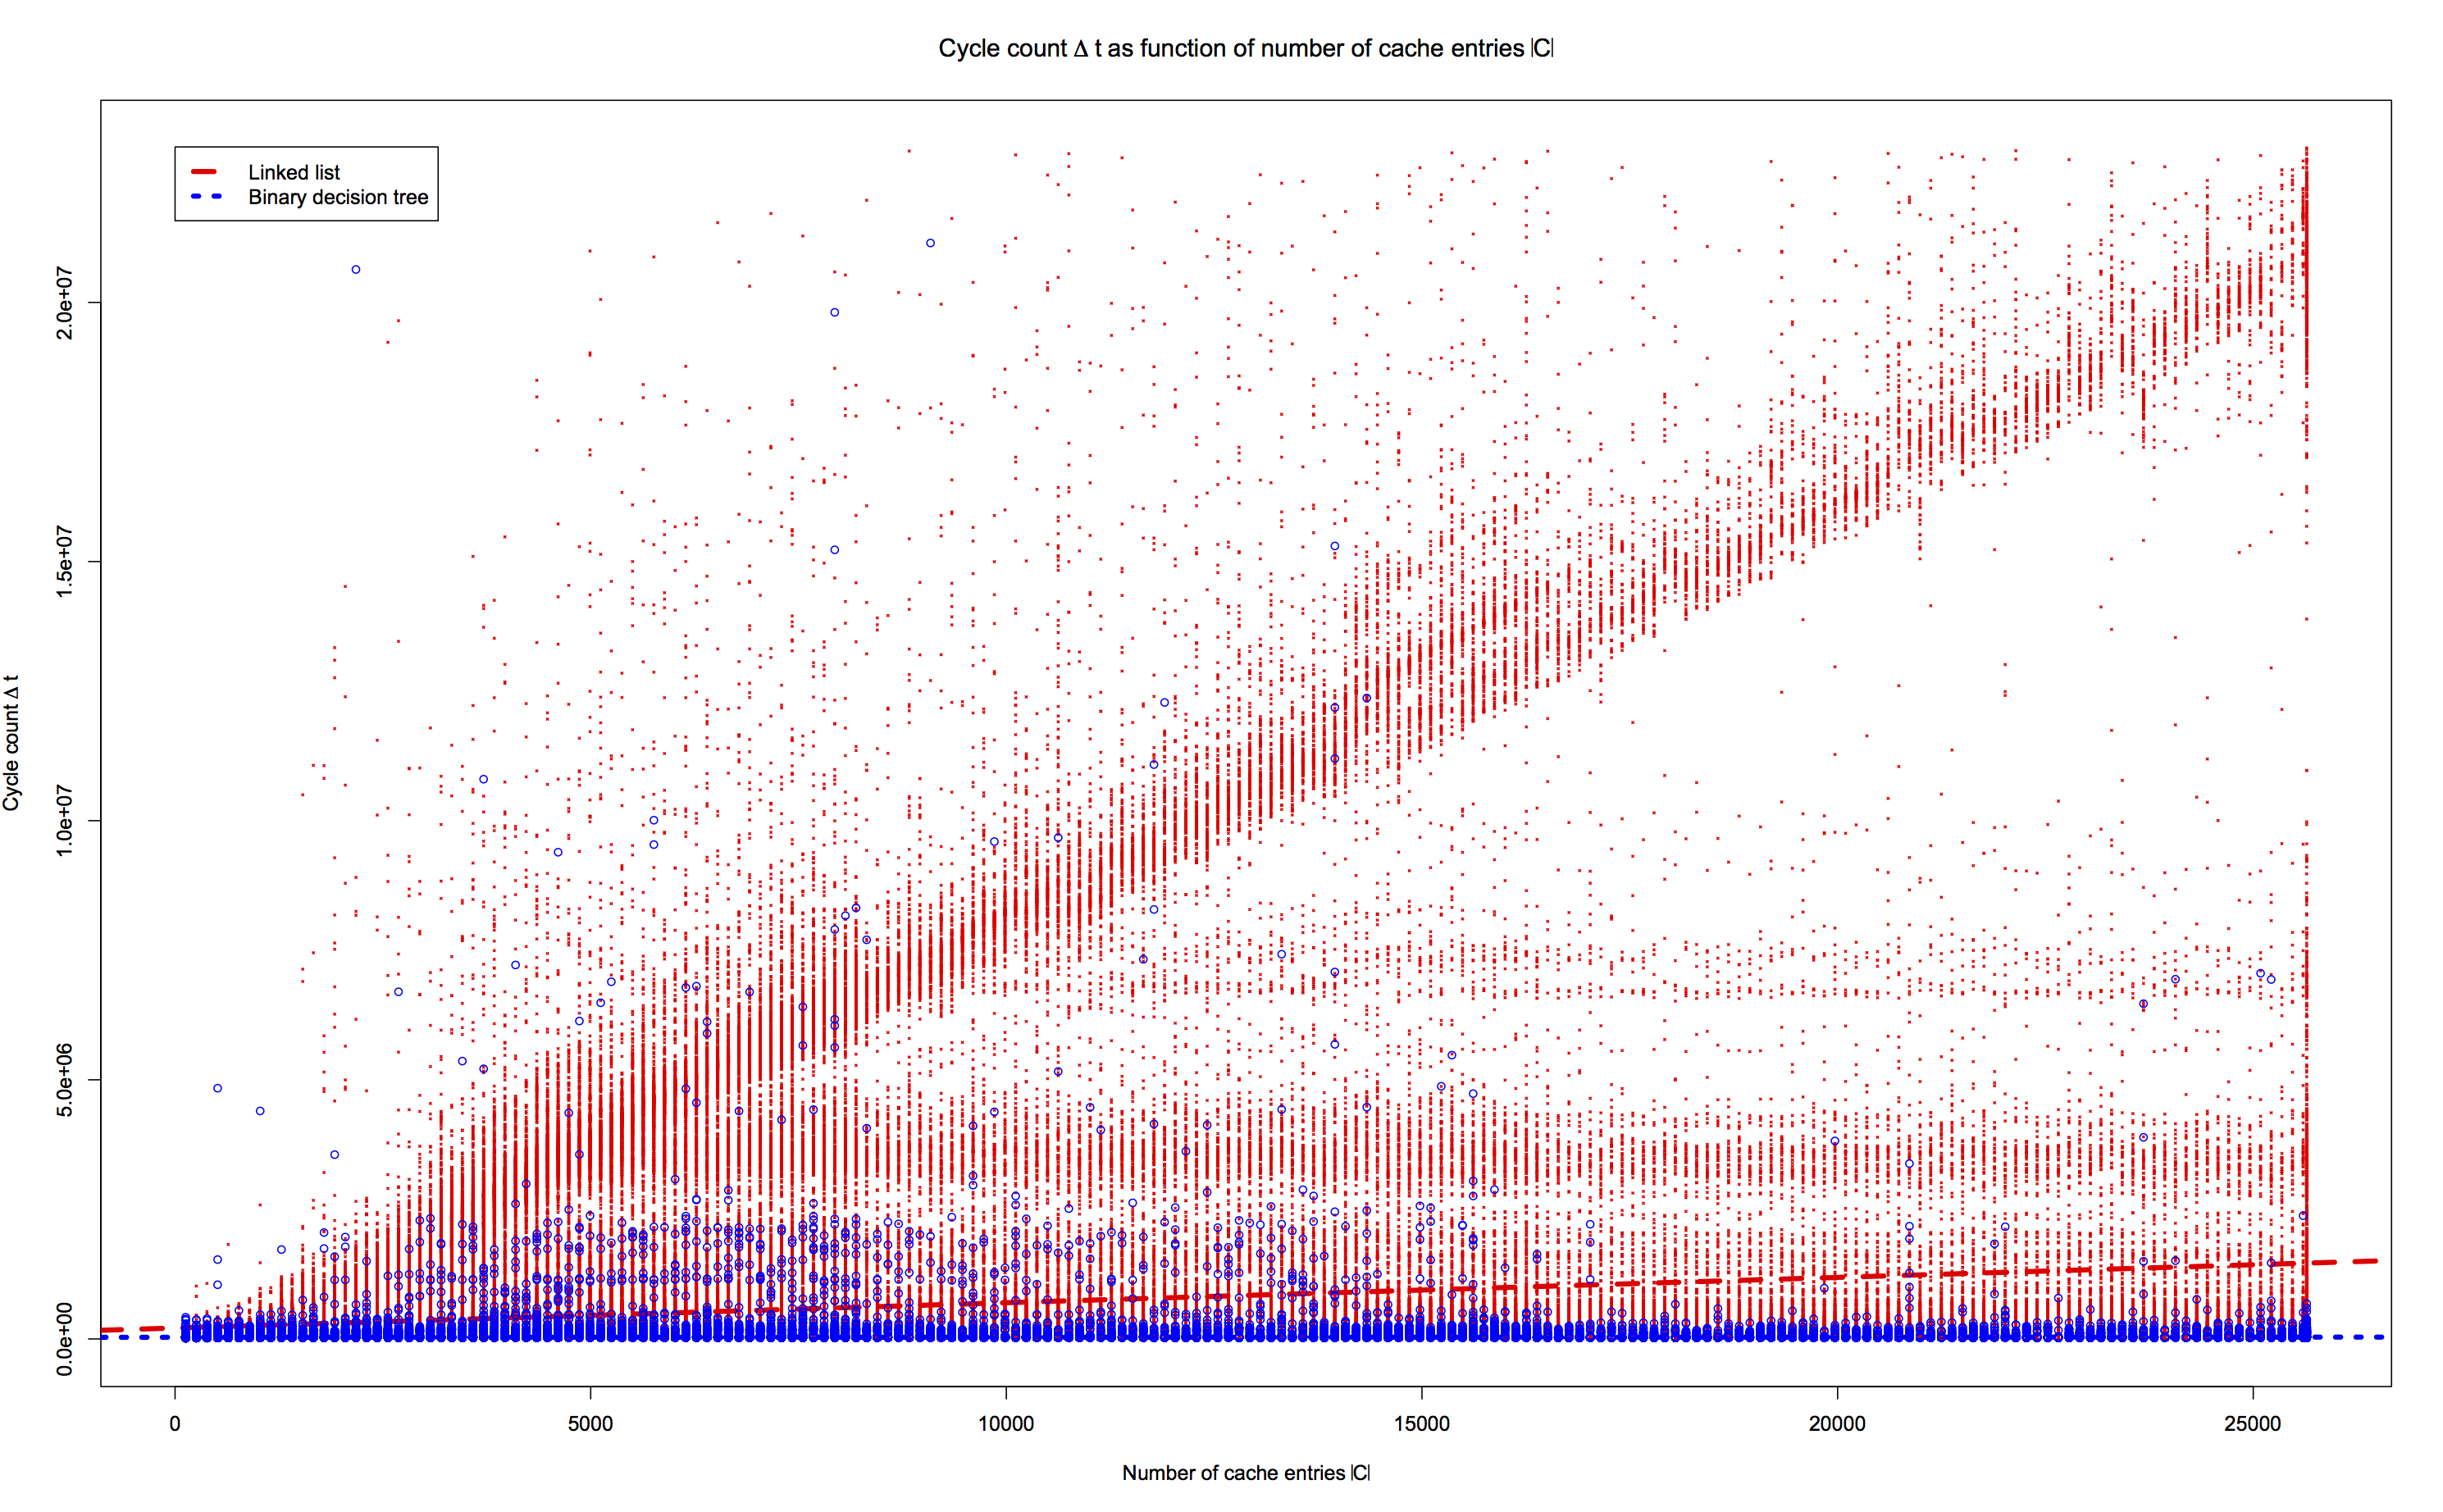 Cycle count Δ t as function of number of cache entries |C|
Linked list
Binary decision tree
Cycle count Δ t
2.0e+07
1.5e+07
1.0e+07
5.0e+06
0.0e+00
0 5000 10000 15000 20000 25000
Number of cache entries |C|